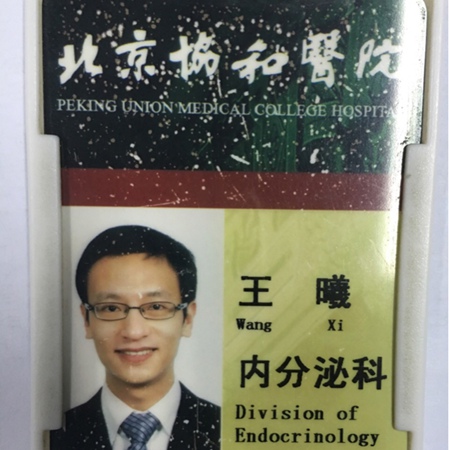 北京協和醫院
PEKING UNION MEDICAL COLLEGE HOSPITAL
王 曦
Wang Xi
内分泌科
Division of
Endocrinology